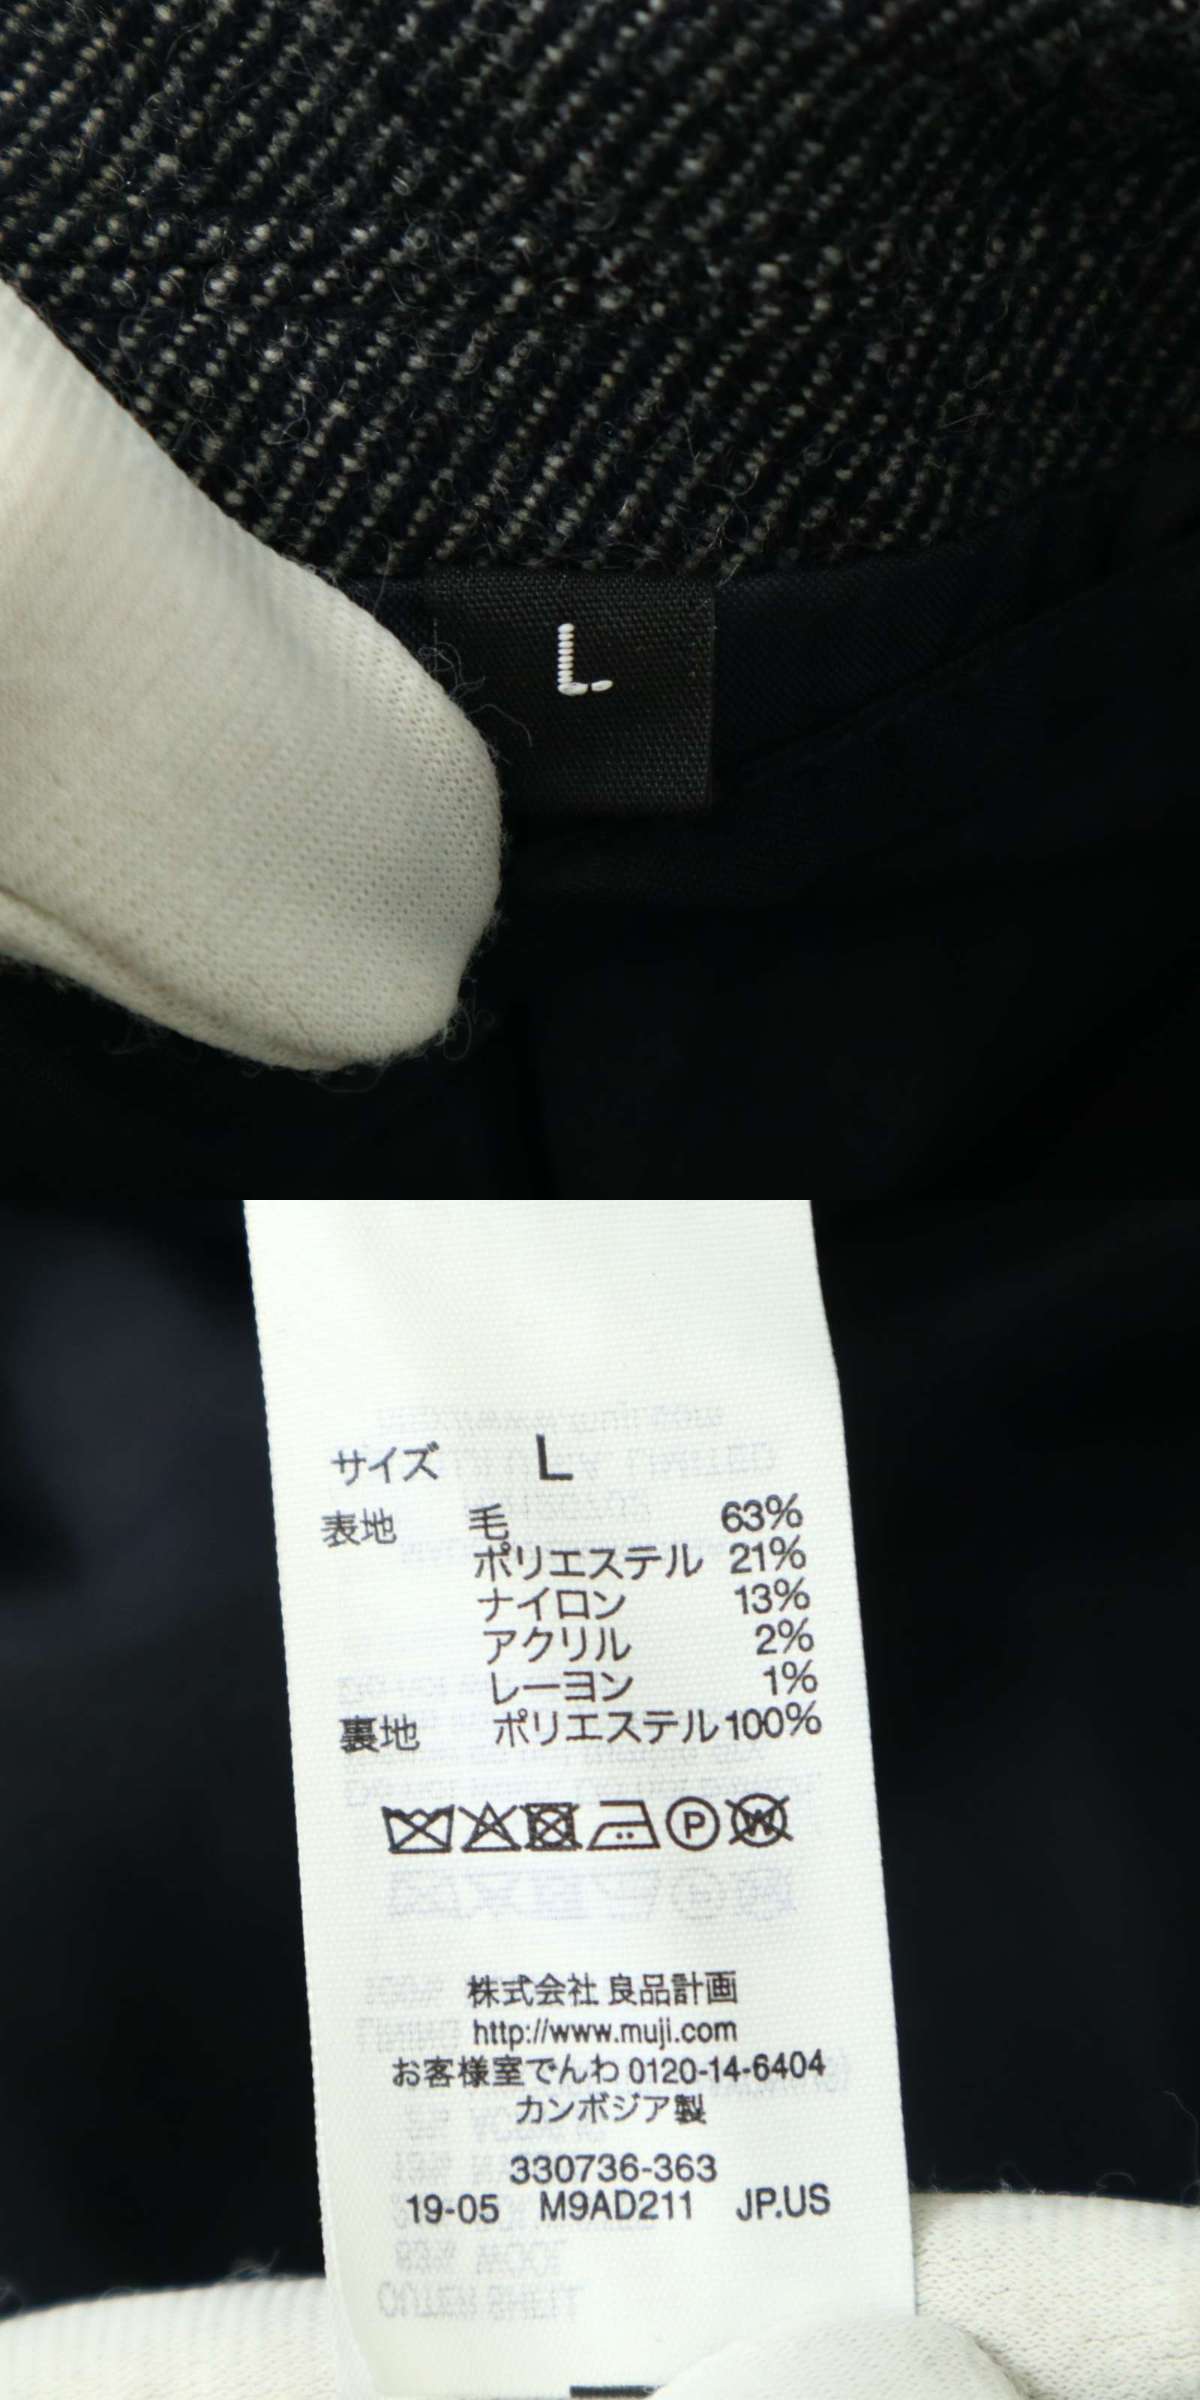 L
サイズ L
表地 毛 63%
ポリエステル 21%
ナイロン 13%
アクリル 2%
レーヨン 1%
裏地 ポリエステル 100%
P W
株式会社 良品計画
http://www.muji.com
お客様室でんわ 0120-14-6404
カンボジア製
330736-363
19-05 M9AD211 JP.US